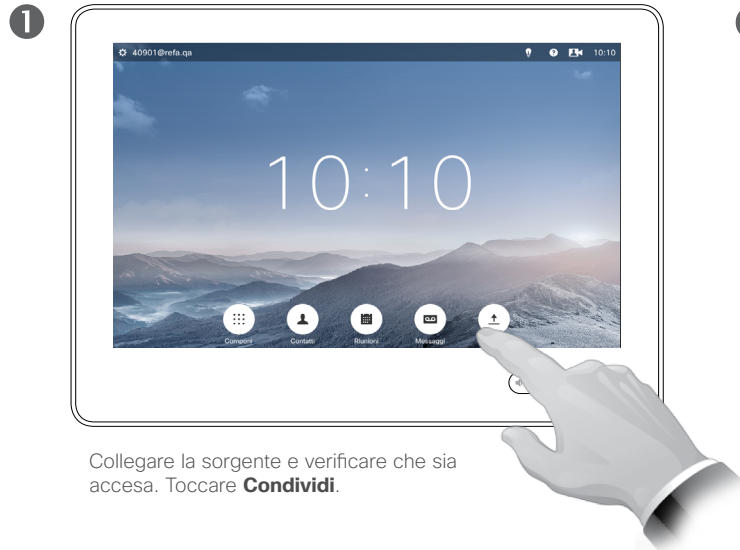 1
40901@refa.qa 10:10
10:10
Componi Contatti Riunioni Messaggi
Collegare la sorgente e verificare che sia
accesa. Toccare Condividi.